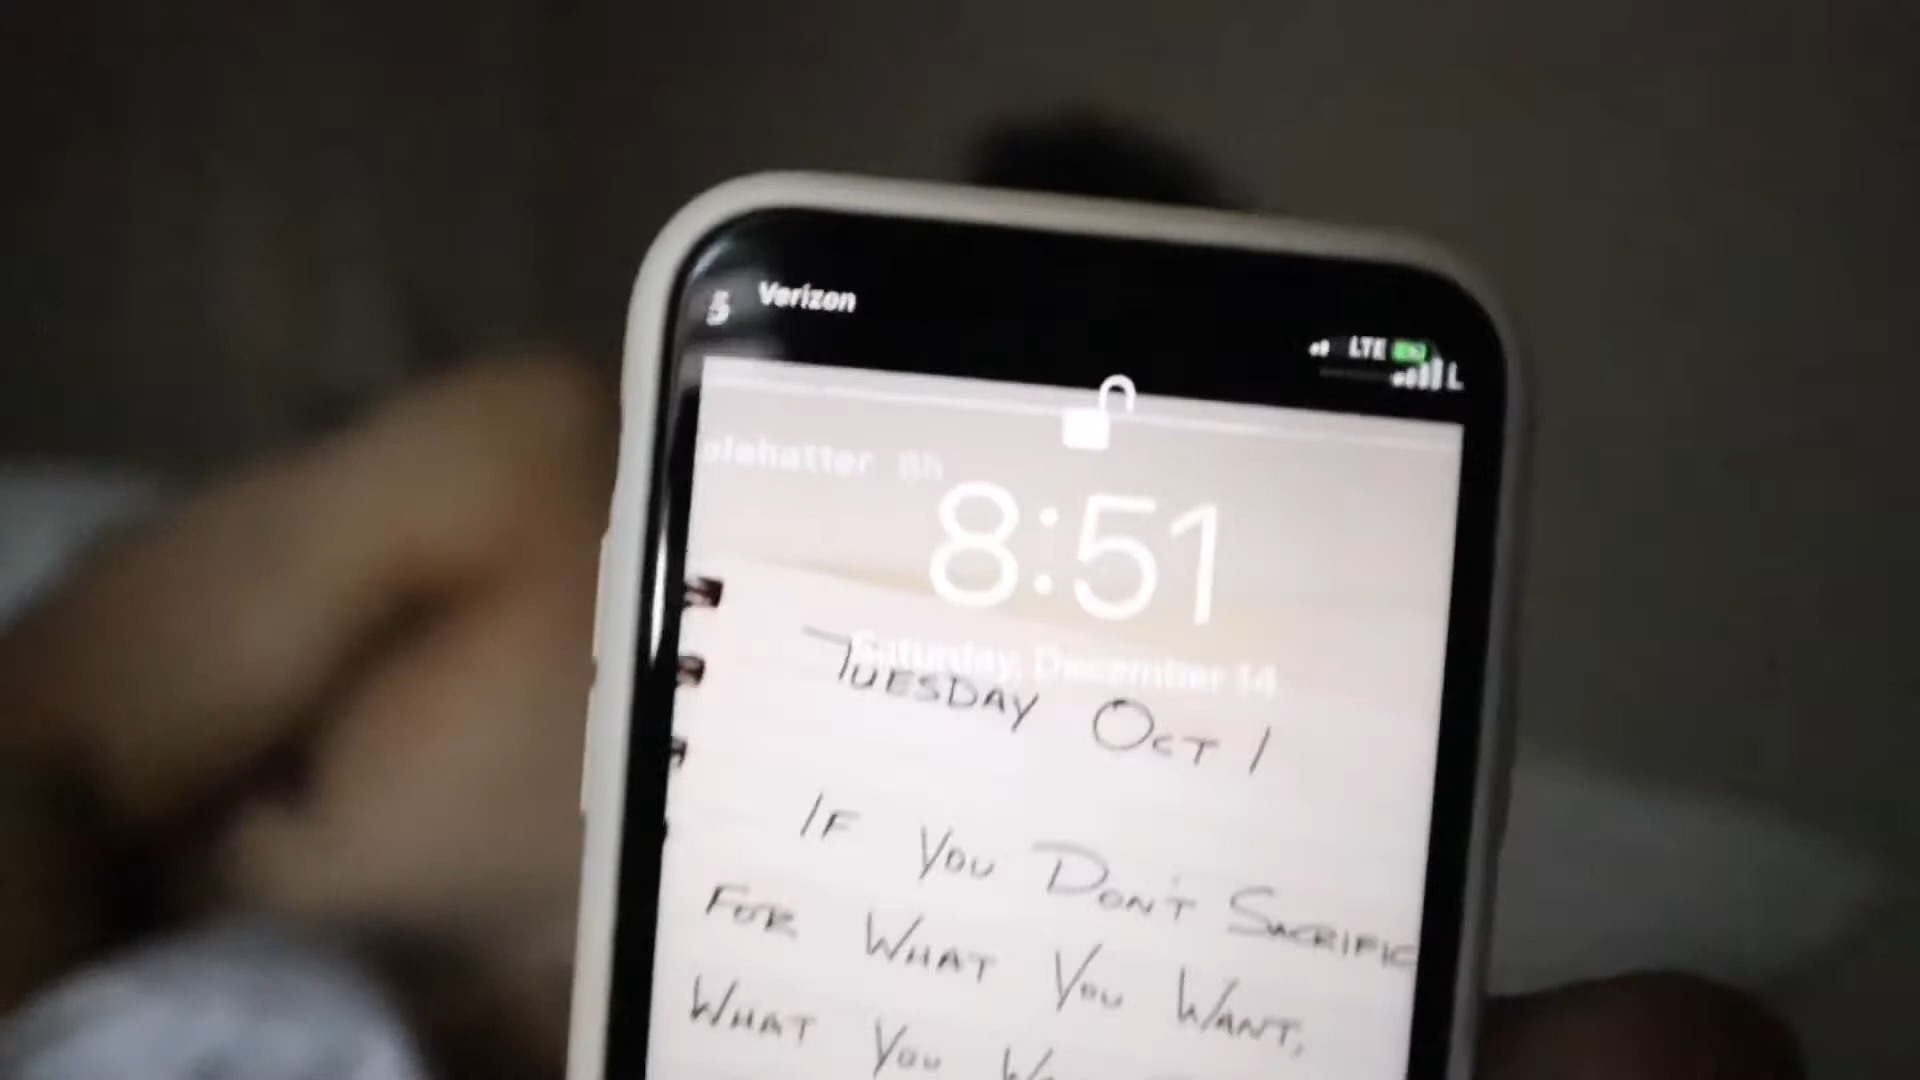 Verizon
LTE
8h
8:51
Saturday, December 14
TUESDAY OCT 1
IF YOU DON'T SACRIFIC
FOR WHAT YOU WANT,
WHAT YOU W